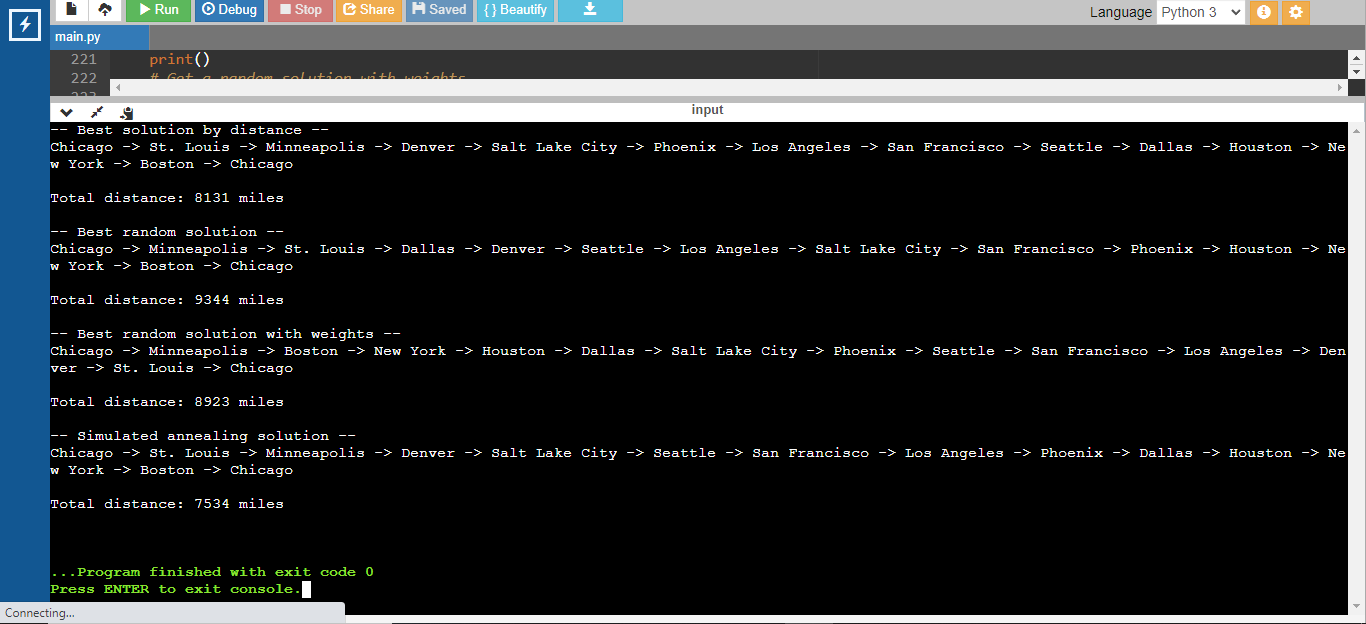 Run Debug Stop Share Saved { } Beautify Language Python 3
main.py
221 print()
222 # Get a random solution with weights
223
input
-- Best solution by distance --
Chicago -> St. Louis -> Minneapolis -> Denver -> Salt Lake City -> Phoenix -> Los Angeles -> San Francisco -> Seattle -> Dallas -> Houston -> Ne
w York -> Boston -> Chicago
Total distance: 8131 miles
-- Best random solution --
Chicago -> Minneapolis -> St. Louis -> Dallas -> Denver -> Seattle -> Los Angeles -> Salt Lake City -> San Francisco -> Phoenix -> Houston -> Ne
w York -> Boston -> Chicago
Total distance: 9344 miles
-- Best random solution with weights --
Chicago -> Minneapolis -> Boston -> New York -> Houston -> Dallas -> Salt Lake City -> Phoenix -> Seattle -> San Francisco -> Los Angeles -> Den
ver -> St. Louis -> Chicago
Total distance: 8923 miles
-- Simulated annealing solution --
Chicago -> St. Louis -> Minneapolis -> Denver -> Salt Lake City -> Seattle -> San Francisco -> Los Angeles -> Phoenix -> Dallas -> Houston -> Ne
w York -> Boston -> Chicago
Total distance: 7534 miles
...Program finished with exit code 0
Press ENTER to exit console.
Connecting...